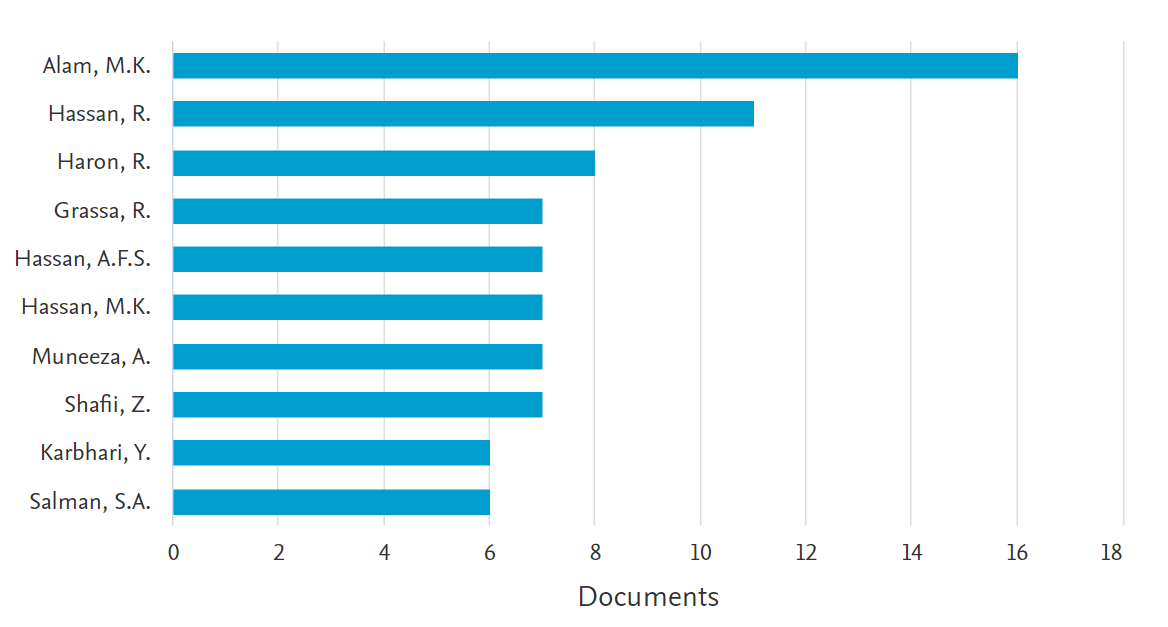 Alam, M.K.
Hassan, R.
Haron, R.
Grassa, R.
Hassan, A.F.S.
Hassan, M.K.
Muneeza, A.
Shafii, Z.
Karbhari, Y.
Salman, S.A.
0 2 4 6 8 10 12 14 16 18
Documents